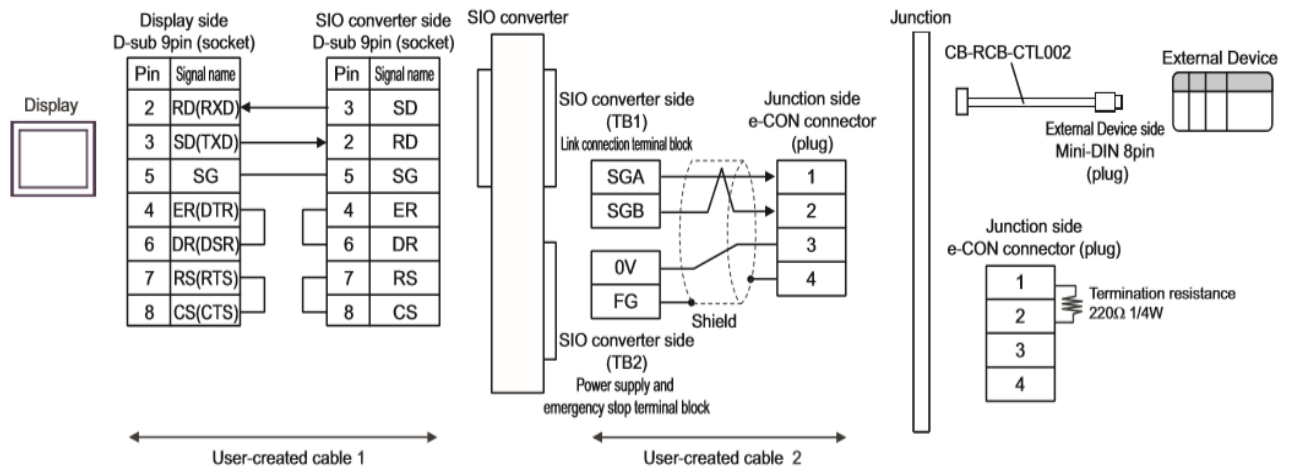 Display
Display side
D-sub 9pin (socket)
Pin Signal name
2 RD(RXD)
3 SD(TXD)
5 SG
4 ER(DTR)
6 DR(DSR)
7 RS(RTS)
8 CS(CTS)
SIO converter side
D-sub 9pin (socket)
Pin Signal name
3 SD
2 RD
5 SG
4 ER
6 DR
7 RS
8 CS
User-created cable 1
SIO converter
SIO converter side
(TB1)
Link connection terminal block
SGA
SGB
0V
FG
Shield
SIO converter side
(TB2)
Power supply and
emergency stop terminal block
Junction side
e-CON connector
(plug)
1
2
3
4
User-created cable 2
Junction
CB-RCB-CTL002
External Device side
Mini-DIN 8pin
(plug)
External Device
Junction side
e-CON connector (plug)
1
2
3
4
Termination resistance
220Ω 1/4W